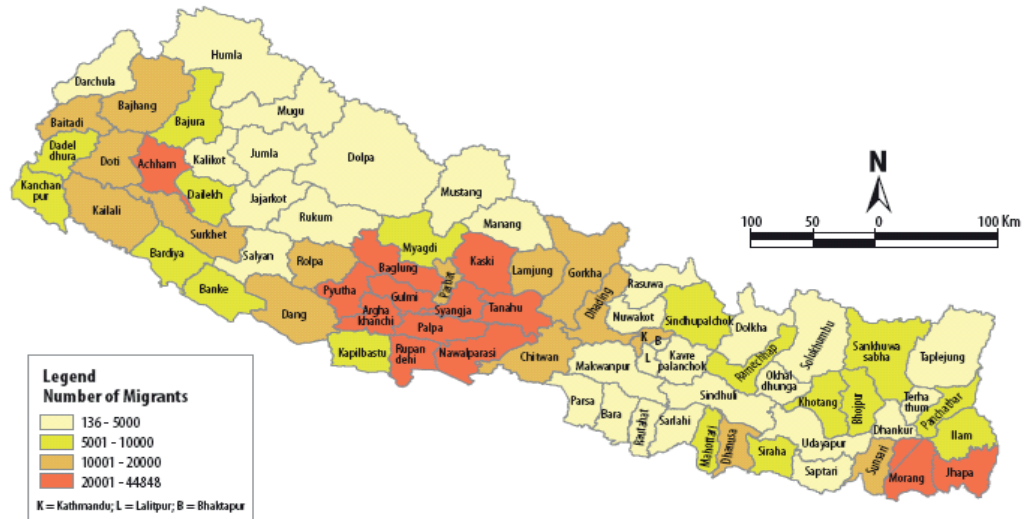 Humla
Darchula
Bajhang
Mugu
Baitadi
Bajura
Dadel
dhura
Doti
Achham
Kalikot
Jumla
Dolpa
Kanchan
pur
Dailekh
Jajarkot
Mustang
Kailali
Rukum
Surkhet
Manang
Bardiya
Salyan
Rolpa
Myagdi
Baglung
Kaski
Lamjung
Gorkha
Banke
Pyutha
Gulmi
Parbat
Dang
Argha
khanchi
Syangja
Tanahu
Palpa
Dhading
Rasuwa
Nuwakot
Sindhupalchok
Kapilbastu
Rupan
dehi
Nawalparasi
Chitwan
K
B
L
Kavre
palanchok
Dolkha
Ramechhap
Solukhumbu
Sankhuwa
sabha
Taplejung
Makwanpur
Okhal
dhunga
Parsa
Bara
Rautahat
Sarlahi
Sindhuli
Khotang
Bhojpur
Terha
thum
Panchathar
Dhankur
Ilam
Mahottari
Dhanusa
Siraha
Udayapur
Saptari
Sunsari
Morang
Jhapa
N
100 50 0 100 Km
Legend
Number of Migrants
136 - 5000
5001 - 10000
10001 - 20000
20001 - 44848
K = Kathmandu; L = Lalitpur; B = Bhaktapur